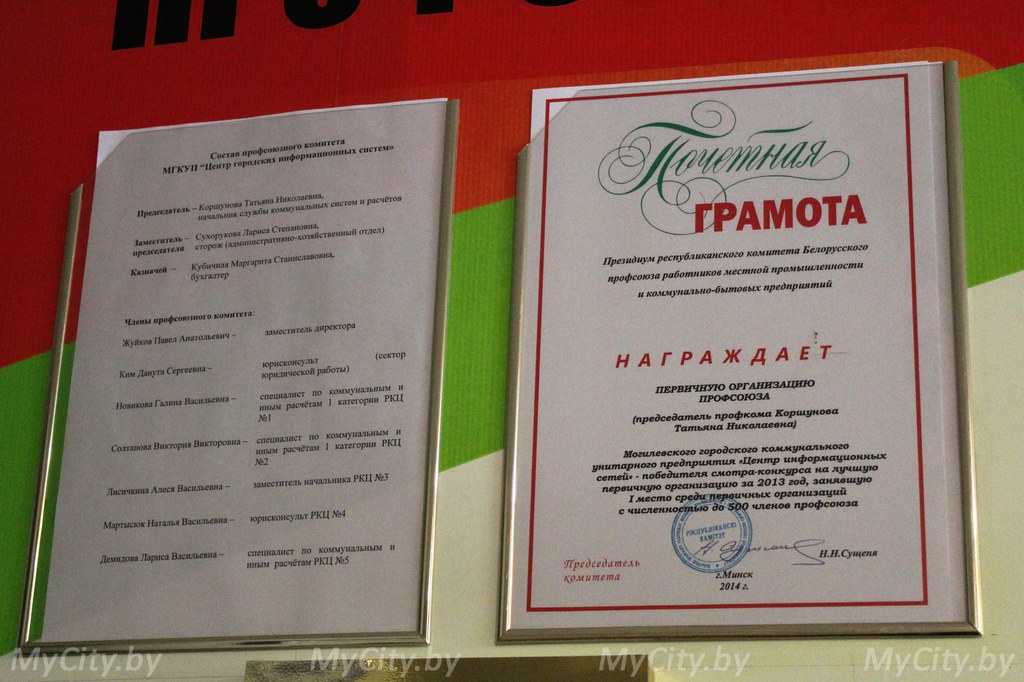 Состав профсоюзного комитета
МГКУП "Центр городских информационных систем"
Председатель – Коршунова Татьяна Николаевна,
начальник службы коммунальных систем и расчётов
Заместитель – Сухорукова Лариса Степановна,
председателя сторож (административно-хозяйственный отдел)
Казначей – Кубичная Маргарита Станиславовна,
бухгалтер
Члены профсоюзного комитета:
Жуйков Павел Анатольевич – заместитель директора
Ким Данута Сергеевна – юрисконсульт (сектор
юридической работы)
Новикова Галина Васильевна – специалист по коммунальным и
иным расчётам 1 категории РКЦ
№1
Солтанова Виктория Викторовна – специалист по коммунальным и
иным расчётам 1 категории РКЦ
№2
Лисичкина Алеся Васильевна – заместитель начальника РКЦ №3
Мартысюк Наталья Васильевна – юрисконсульт РКЦ №4
Демидова Лариса Васильевна – специалист по коммунальным и
иным расчётам РКЦ №5
Почетная
ГРАМОТА
Президиум республиканского комитета Белорусского
профсоюза работников местной промышленности
и коммунально-бытовых предприятий
НАГРАЖДАЕТ
ПЕРВИЧНУЮ ОРГАНИЗАЦИЮ
ПРОФСОЮЗА
(председатель профкома Коршунова
Татьяна Николаевна)
Могилевского городского коммунального
унитарного предприятия «Центр информационных
сетей» - победителя смотра-конкурса на лучшую
первичную организацию за 2013 год, занявшую
I место среди первичных организаций
с численностью до 500 членов профсоюза
РЭСПУБЛІКАНСКІ
КАМІТЭТ
Председатель
комитета
Н.Н.Сущепя
г.Минск
2014 г.
MyCity.by MyCity.by MyCity.by MyCity.by